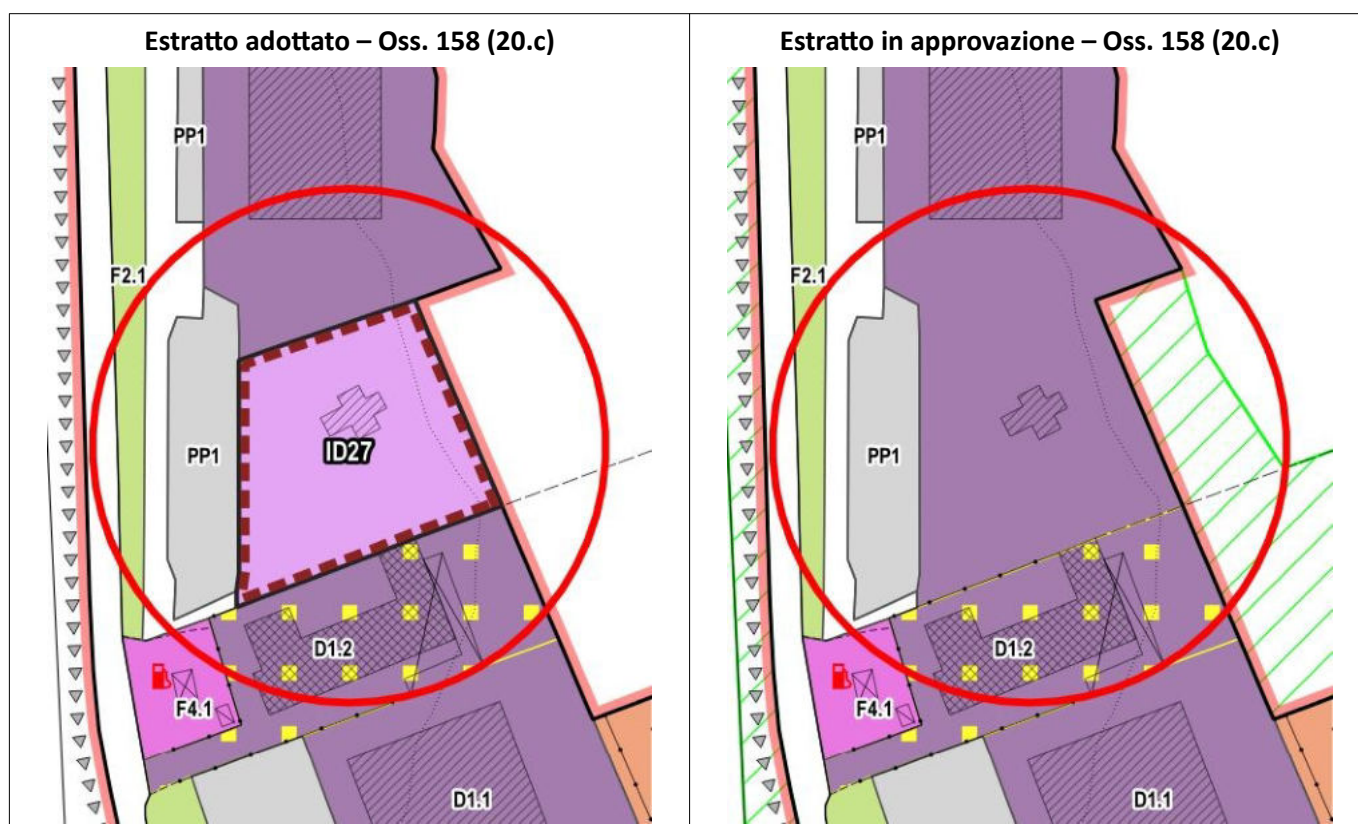 Estratto adottato – Oss. 158 (20.c)
PP1
F2.1
PP1
ID27
D1.2
F4.1
D1.1
Estratto in approvazione – Oss. 158 (20.c)
PP1
F2.1
PP1
D1.2
F4.1
D1.1